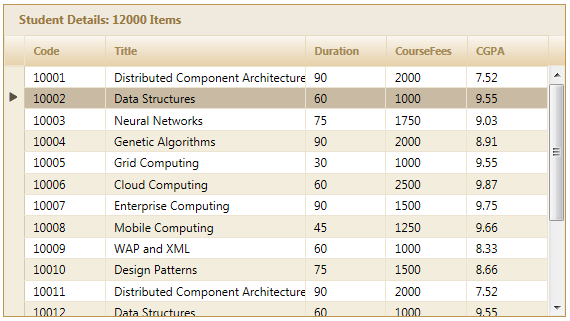 Student Details: 12000 Items
Code Title Duration CourseFees CGPA
10001 Distributed Component Architecture 90 2000 7.52
10002 Data Structures 60 1000 9.55
10003 Neural Networks 75 1750 9.03
10004 Genetic Algorithms 90 2000 8.91
10005 Grid Computing 30 1000 9.55
10006 Cloud Computing 60 2500 9.87
10007 Enterprise Computing 90 1500 9.75
10008 Mobile Computing 45 1250 9.66
10009 WAP and XML 60 1000 8.33
10010 Design Patterns 75 1500 8.66
10011 Distributed Component Architecture 90 2000 7.52
10012 Data Structures 60 1000 9.55